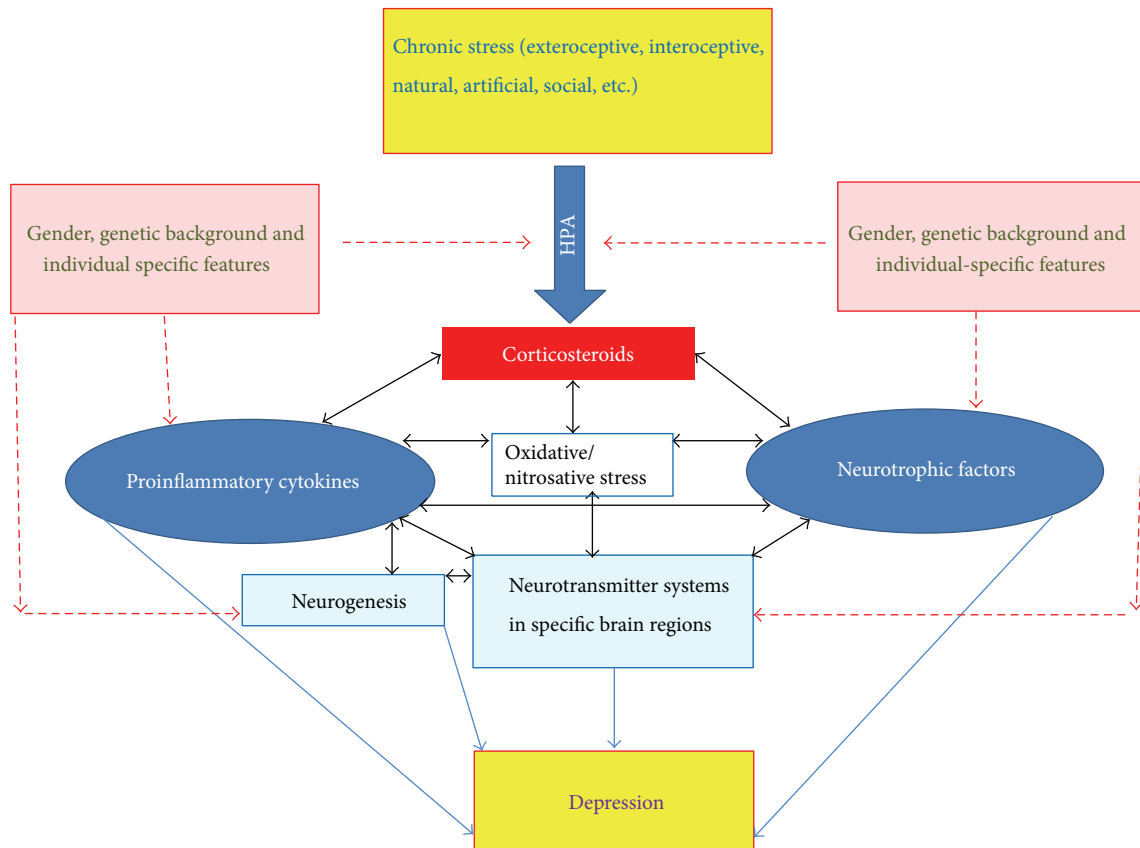 Chronic stress (exteroceptive, interoceptive,
natural, artificial, social, etc.)
HPA
Gender, genetic background and
individual specific features
Gender, genetic background and
individual-specific features
Corticosteroids
Oxidative/
nitrosative stress
Proinflammatory cytokines
Neurotrophic factors
Neurogenesis
Neurotransmitter systems
in specific brain regions
Depression